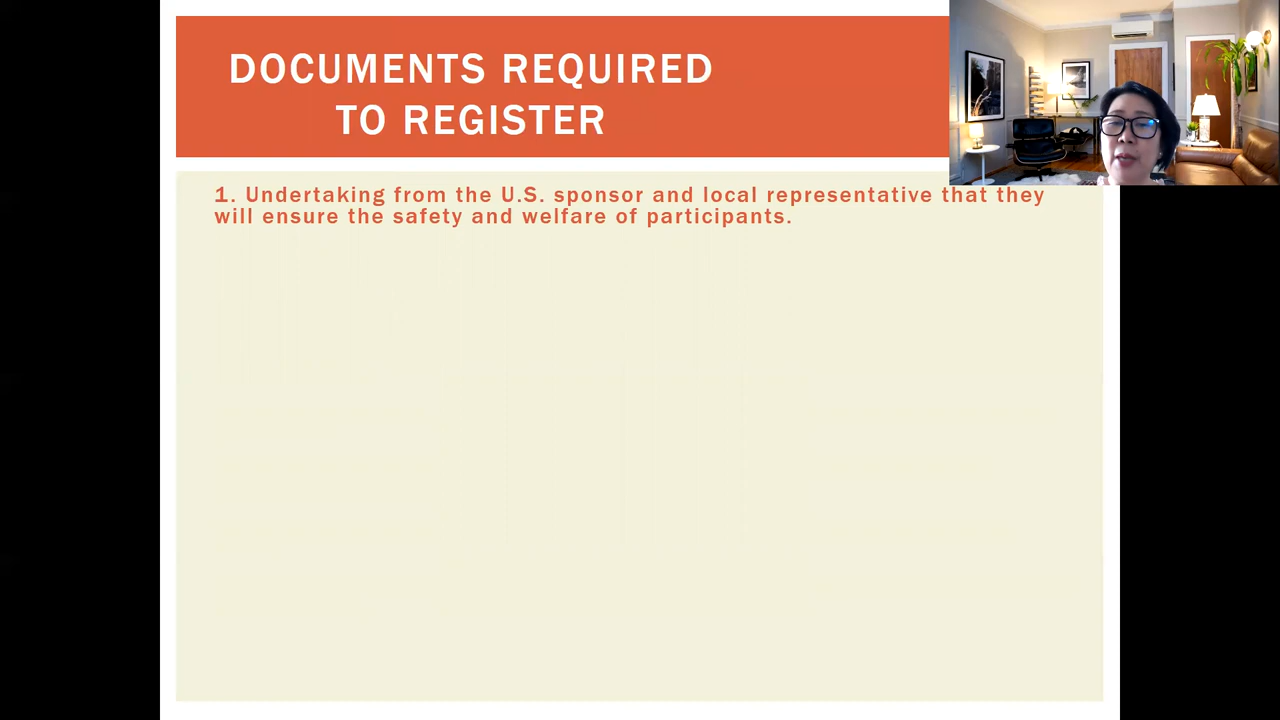 DOCUMENTS REQUIRED
TO REGISTER
1. Undertaking from the U.S. sponsor and local representative that they
will ensure the safety and welfare of participants.